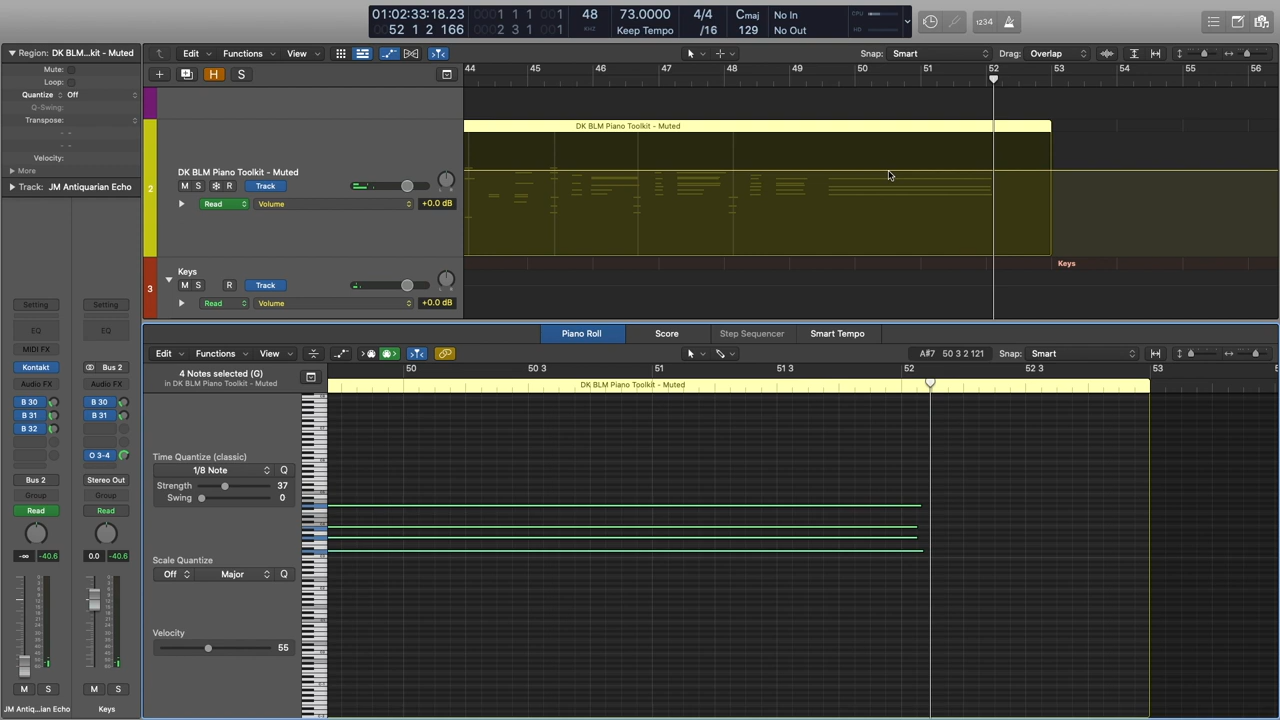 01:02:33:18.23 0001 1 1 001 48 73.0000 4/4 Cmaj No In CPU 1234
52 1 2 166 KHZ Keep Tempo /16 129 No Out
Region: DK BLM...kit - Muted Edit Functions View Snap: Smart Drag: Overlap
Mute:
Loop:
Quantize Off
Q-Swing:
Transpose:
Velocity:
More
Track: JM Antiquarian Echo
H S
44 45 46 47 48 49 50 51 52 53 54 55 56
DK BLM Piano Toolkit - Muted
2
DK BLM Piano Toolkit - Muted
M S R Track
Read Volume +0.0 dB
Keys
Keys
3
M S R Track
Read Volume +0.0 dB
Setting Setting
EQ EQ
MIDI FX
Kontakt Bus 2
Audio FX Audio FX
B 30 B 30
B 31 B 31
B 32
O 3-4
Bus 2 Stereo Out
Group Group
Read Read
-∞ -40.6 0.0 -40.6
M S M S
JM Antiq...ian Echo Keys
Piano Roll Score Step Sequencer Smart Tempo
Edit Functions View A#7 50 3 2 121 Snap: Smart
4 Notes selected (G)
in DK BLM Piano Toolkit - Muted
50 50 3 51 51 3 52 52 3 53
DK BLM Piano Toolkit - Muted
Time Quantize (classic)
1/8 Note Q
Strength 37
Swing 0
Scale Quantize
Off Major Q
Velocity
55